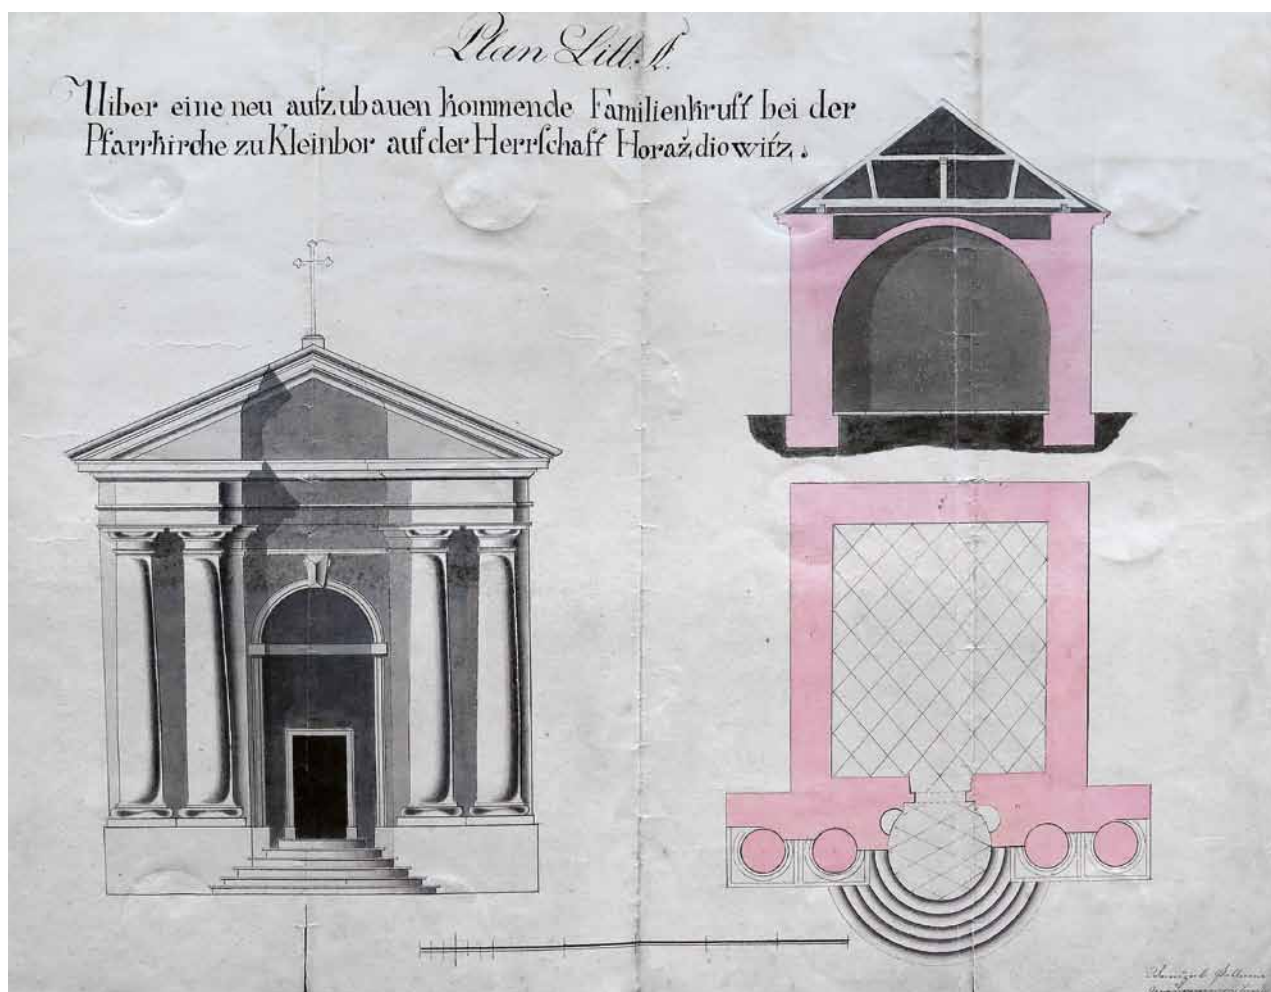 Plan Litt. A.
Uiber eine neu aufzubauen kommende Familienkruft bei der
Pfarrkirche zu Kleinbor auf der Herrschaft Horaždiowitz.